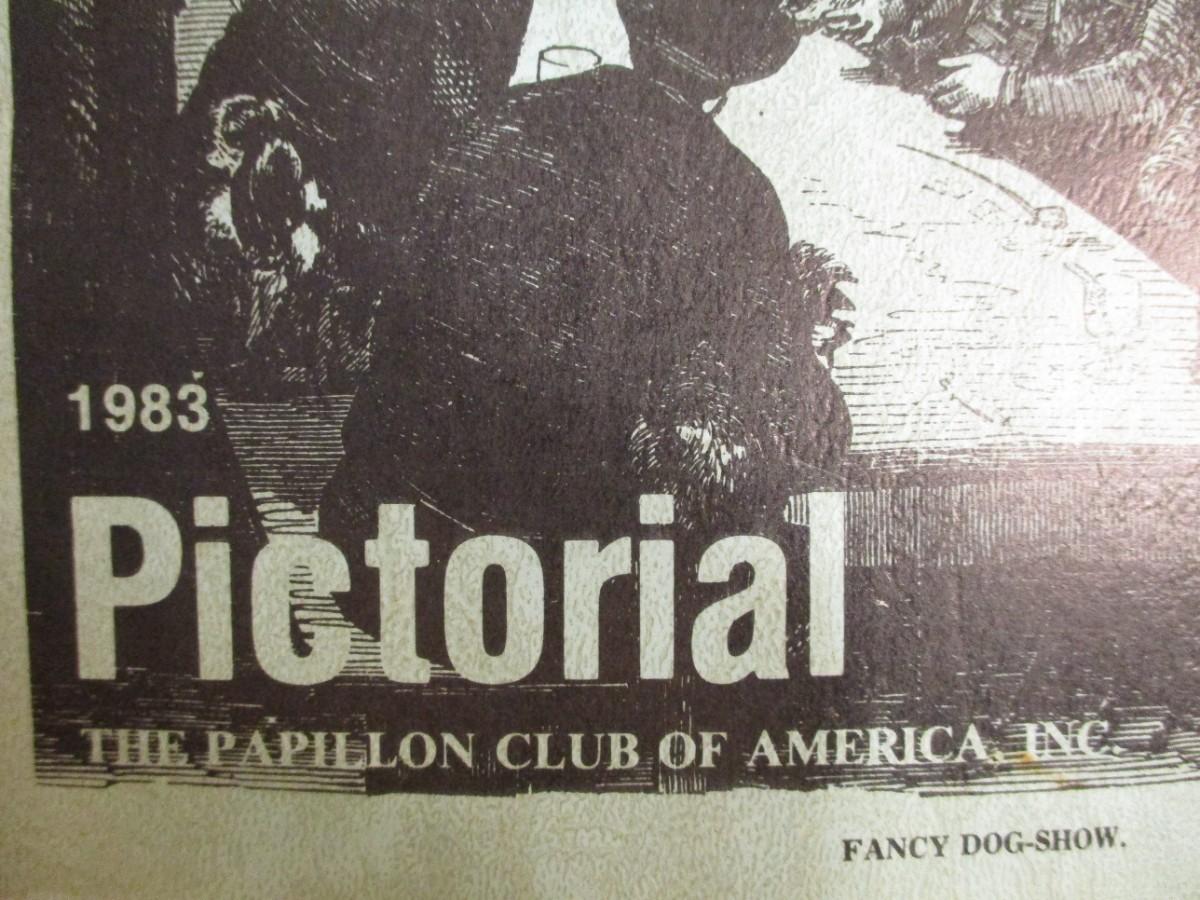 1983
Pictorial
THE PAPILLON CLUB OF AMERICA, INC.
FANCY DOG-SHOW.